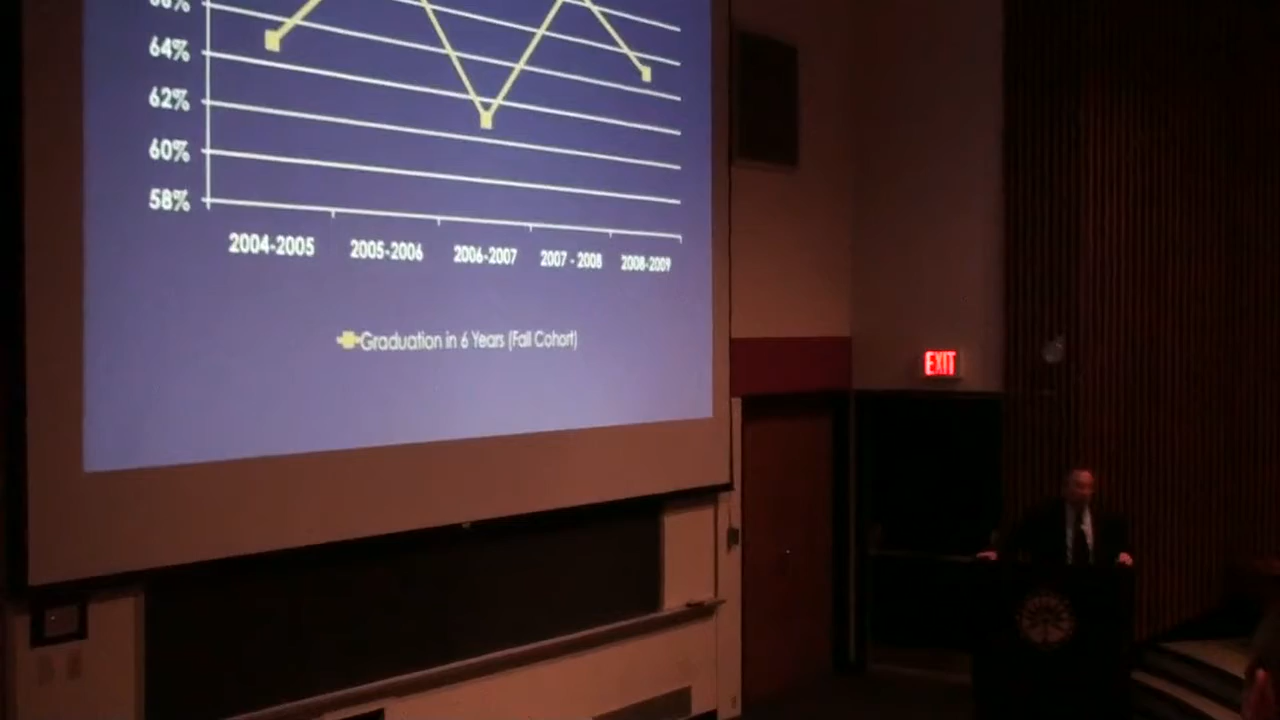 66%
64%
62%
60%
58%
2004-2005 2005-2006 2006-2007 2007 - 2008 2008-2009
Graduation in 6 Years (Fall Cohort)
EXIT